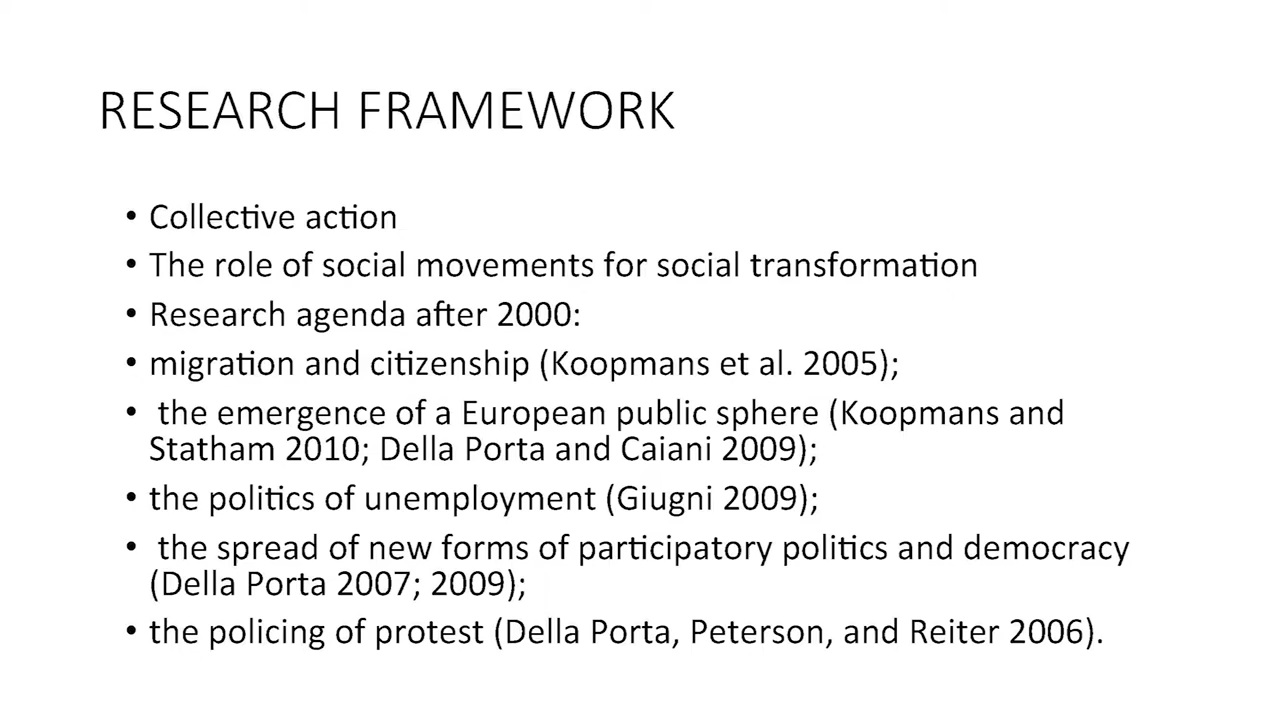 RESEARCH FRAMEWORK
• Collective action
• The role of social movements for social transformation
• Research agenda after 2000:
• migration and citizenship (Koopmans et al. 2005);
• the emergence of a European public sphere (Koopmans and
Statham 2010; Della Porta and Caiani 2009);
• the politics of unemployment (Giugni 2009);
• the spread of new forms of participatory politics and democracy
(Della Porta 2007; 2009);
• the policing of protest (Della Porta, Peterson, and Reiter 2006).